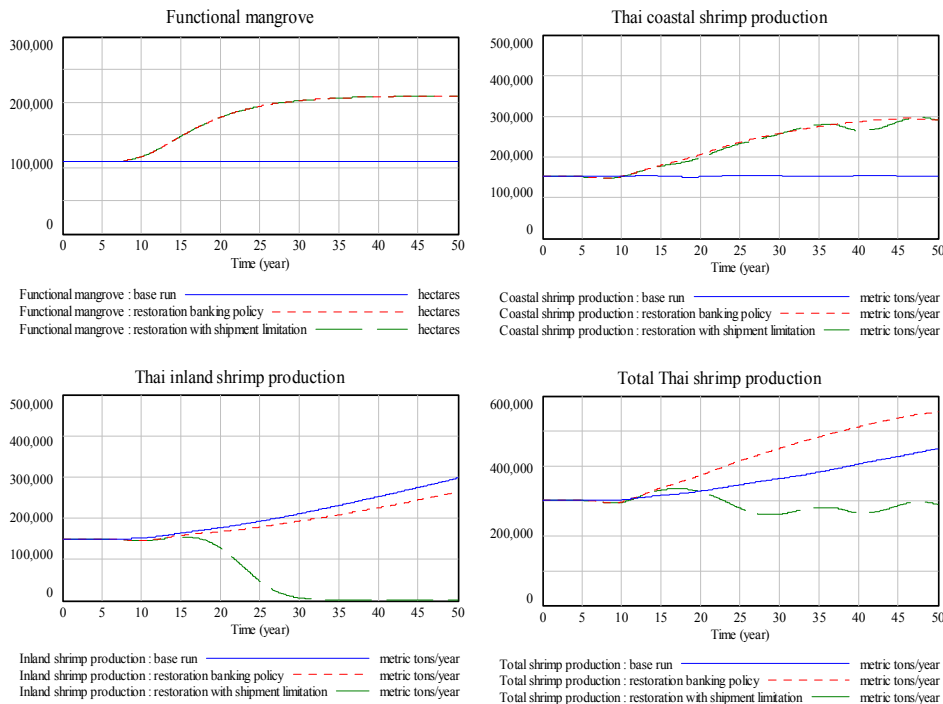 Functional mangrove
300,000
200,000
100,000
0
0 5 10 15 20 25 30 35 40 45 50
Time (year)
Functional mangrove : base run hectares
Functional mangrove : restoration banking policy hectares
Functional mangrove : restoration with shipment limitation hectares
Thai coastal shrimp production
500,000
400,000
300,000
200,000
100,000
0
0 5 10 15 20 25 30 35 40 45 50
Time (year)
Coastal shrimp production : base run metric tons/year
Coastal shrimp production : restoration banking policy metric tons/year
Coastal shrimp production : restoration with shipment limitation metric tons/year
Thai inland shrimp production
500,000
400,000
300,000
200,000
100,000
0
0 5 10 15 20 25 30 35 40 45 50
Time (year)
Inland shrimp production : base run metric tons/year
Inland shrimp production : restoration banking policy metric tons/year
Inland shrimp production : restoration with shipment limitation metric tons/year
Total Thai shrimp production
600,000
400,000
200,000
0
0 5 10 15 20 25 30 35 40 45 50
Time (year)
Total shrimp production : base run metric tons/year
Total shrimp production : restoration banking policy metric tons/year
Total shrimp production : restoration with shipment limitation metric tons/year